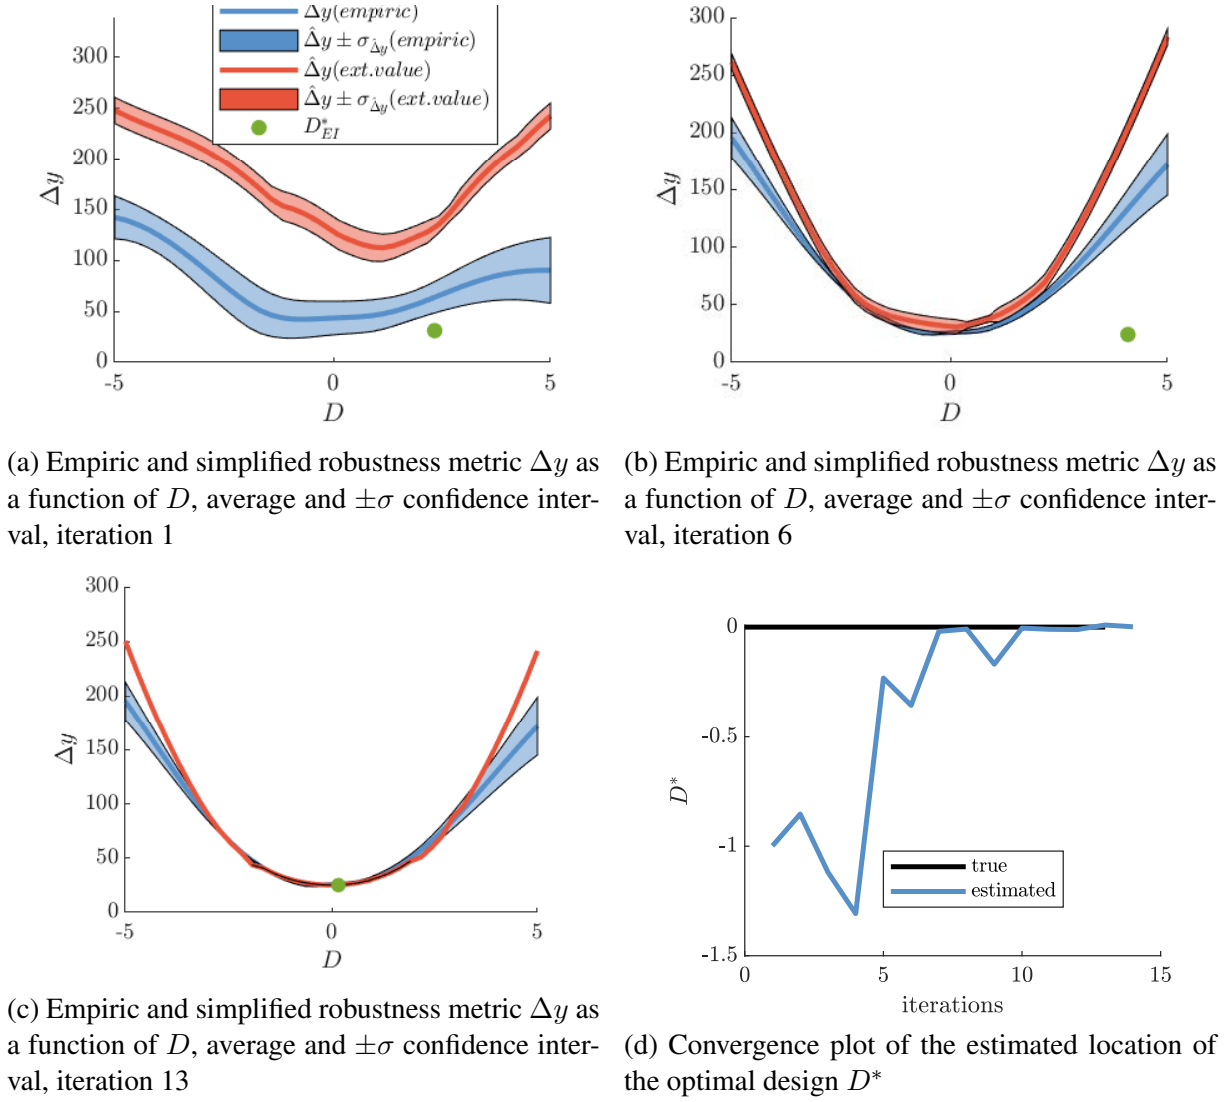 Δy(empiric)
Δ̂y ± σ_Δ̂y(empiric)
Δ̂y(ext.value)
Δ̂y ± σ_Δ̂y(ext.value)
D*_EI
300
250
200
150
100
50
0
-5
0
5
Δy
D
(a) Empiric and simplified robustness metric Δy as
a function of D, average and ±σ confidence inter-
val, iteration 1
300
250
200
150
100
50
0
-5
0
5
Δy
D
(b) Empiric and simplified robustness metric Δy as
a function of D, average and ±σ confidence inter-
val, iteration 6
300
250
200
150
100
50
0
-5
0
5
Δy
D
(c) Empiric and simplified robustness metric Δy as
a function of D, average and ±σ confidence inter-
val, iteration 13
0
-0.5
-1
-1.5
0
5
10
15
D*
iterations
true
estimated
(d) Convergence plot of the estimated location of
the optimal design D*